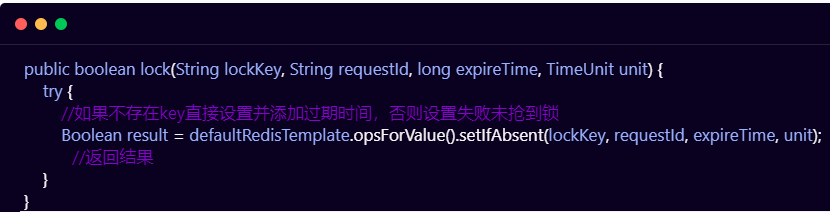 public boolean lock(String lockKey, String requestId, long expireTime, TimeUnit unit) {
try {
//如果不存在key直接设置并添加过期时间，否则设置失败未抢到锁
Boolean result = defaultRedisTemplate.opsForValue().setIfAbsent(lockKey, requestId, expireTime, unit);
//返回结果
}
}